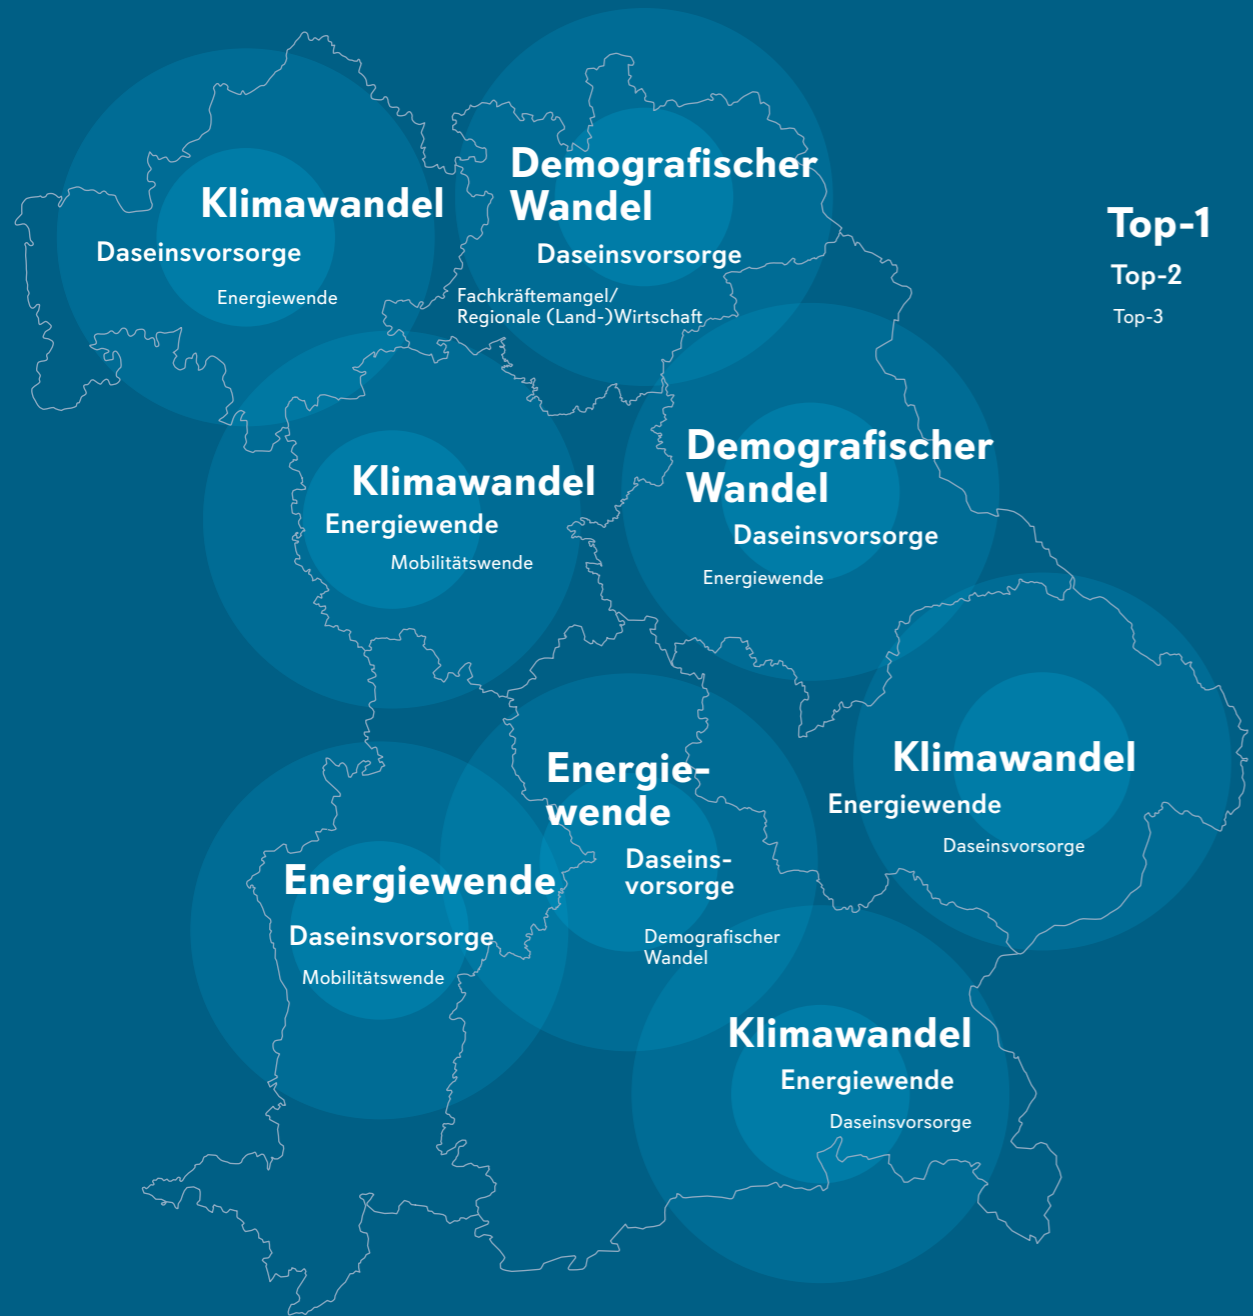 Klimawandel
Daseinsvorsorge
Energiewende
Demografischer
Wandel
Daseinsvorsorge
Fachkräftemangel/
Regionale (Land-)Wirtschaft
Top-1
Top-2
Top-3
Klimawandel
Energiewende
Mobilitätswende
Demografischer
Wandel
Daseinsvorsorge
Energiewende
Klimawandel
Energiewende
Daseinsvorsorge
Energie-
wende
Daseins-
vorsorge
Demografischer
Wandel
Energiewende
Daseinsvorsorge
Mobilitätswende
Klimawandel
Energiewende
Daseinsvorsorge